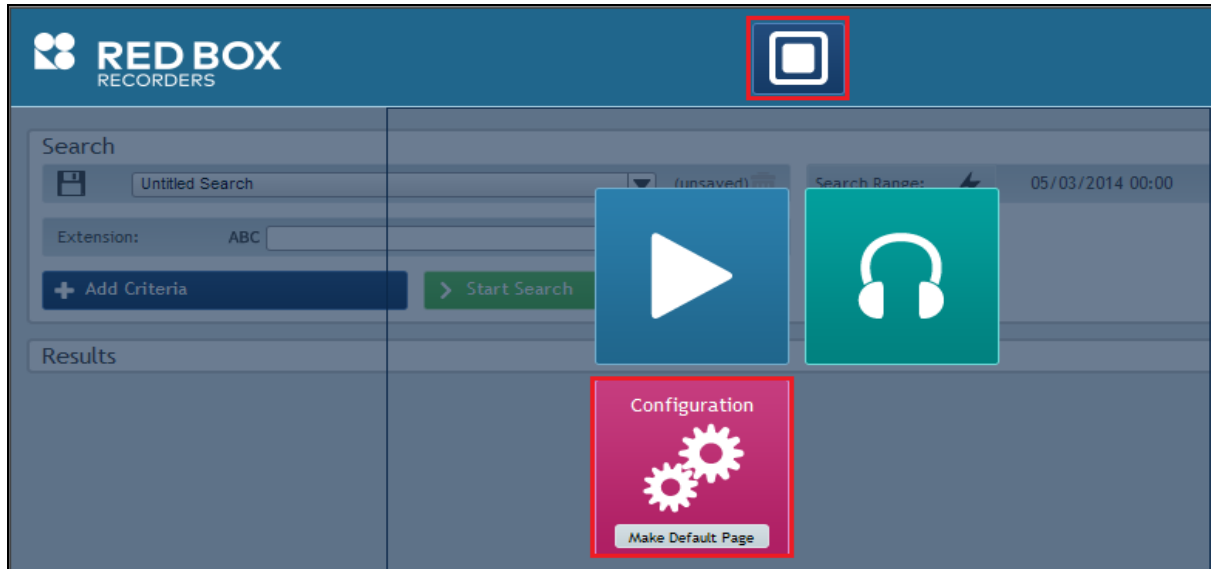 RED BOX
RECORDERS
Search
Untitled Search
(unsaved)
Search Range:
05/03/2014 00:00
Extension:
ABC
Add Criteria
Start Search
Results
Configuration
Make Default Page